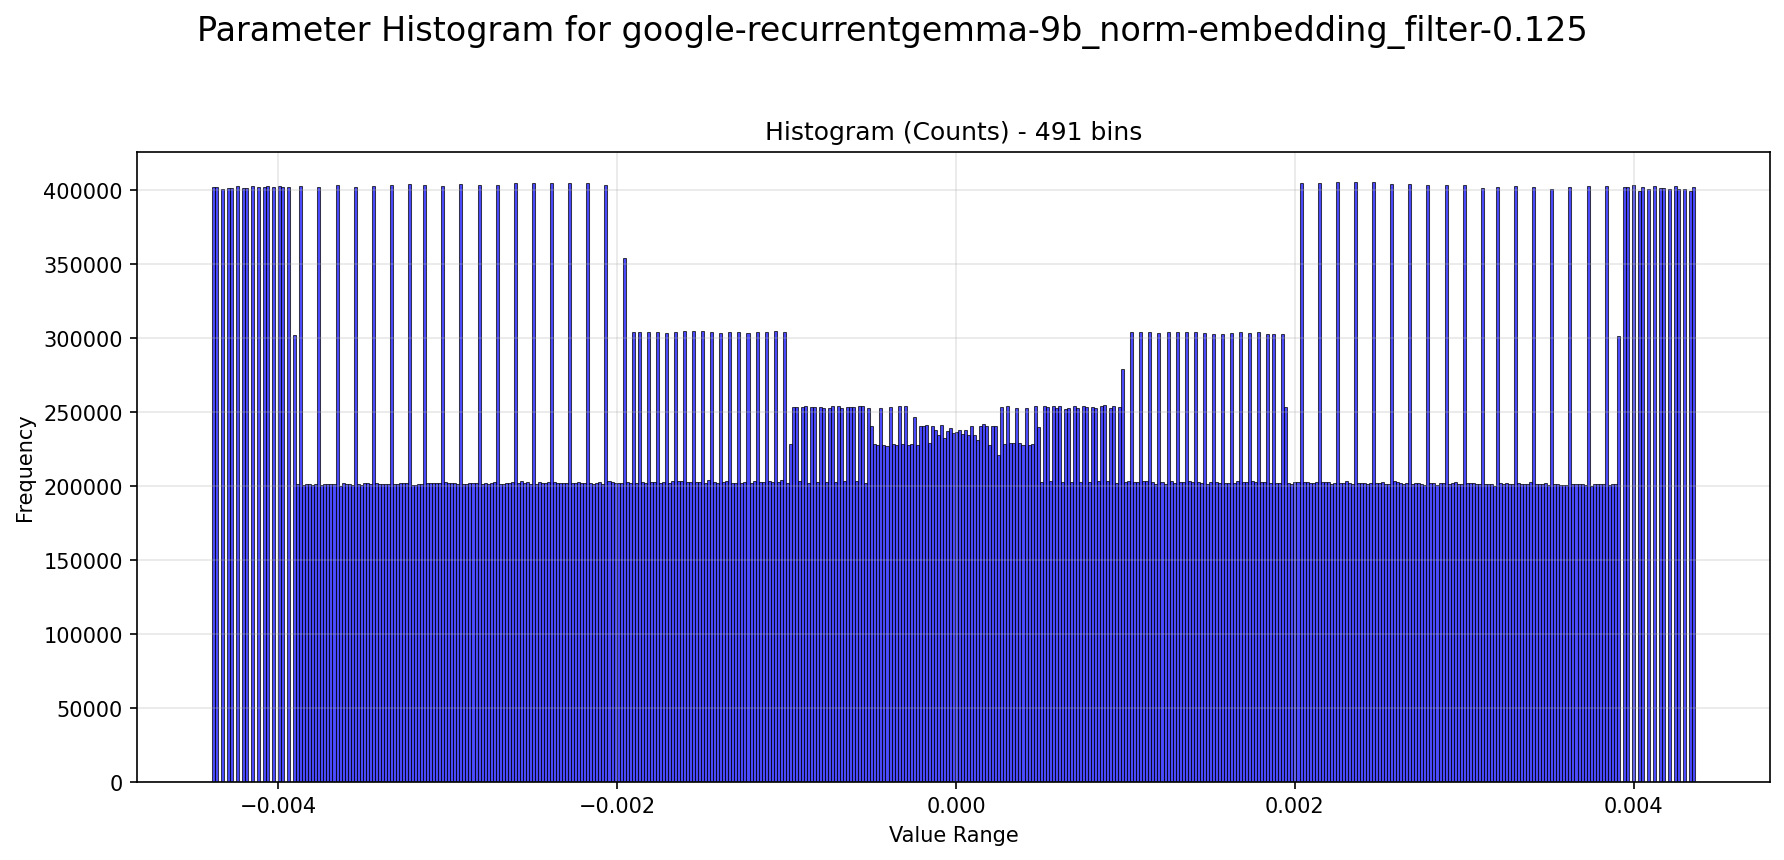 Parameter Histogram for google-recurrentgemma-9b_norm-embedding_filter-0.125
Histogram (Counts) - 491 bins
Frequency
400000
350000
300000
250000
200000
150000
100000
50000
0
−0.004 −0.002 0.000 0.002 0.004
Value Range